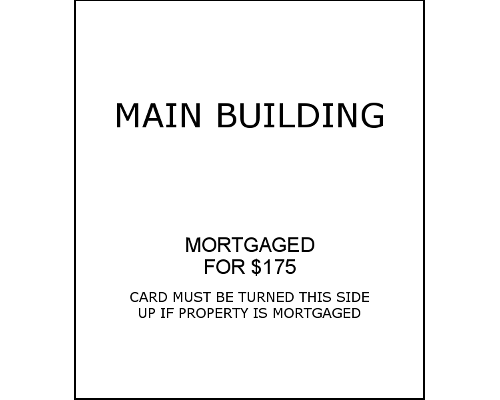 MAIN BUILDING
MORTGAGED
FOR $175
CARD MUST BE TURNED THIS SIDE
UP IF PROPERTY IS MORTGAGED